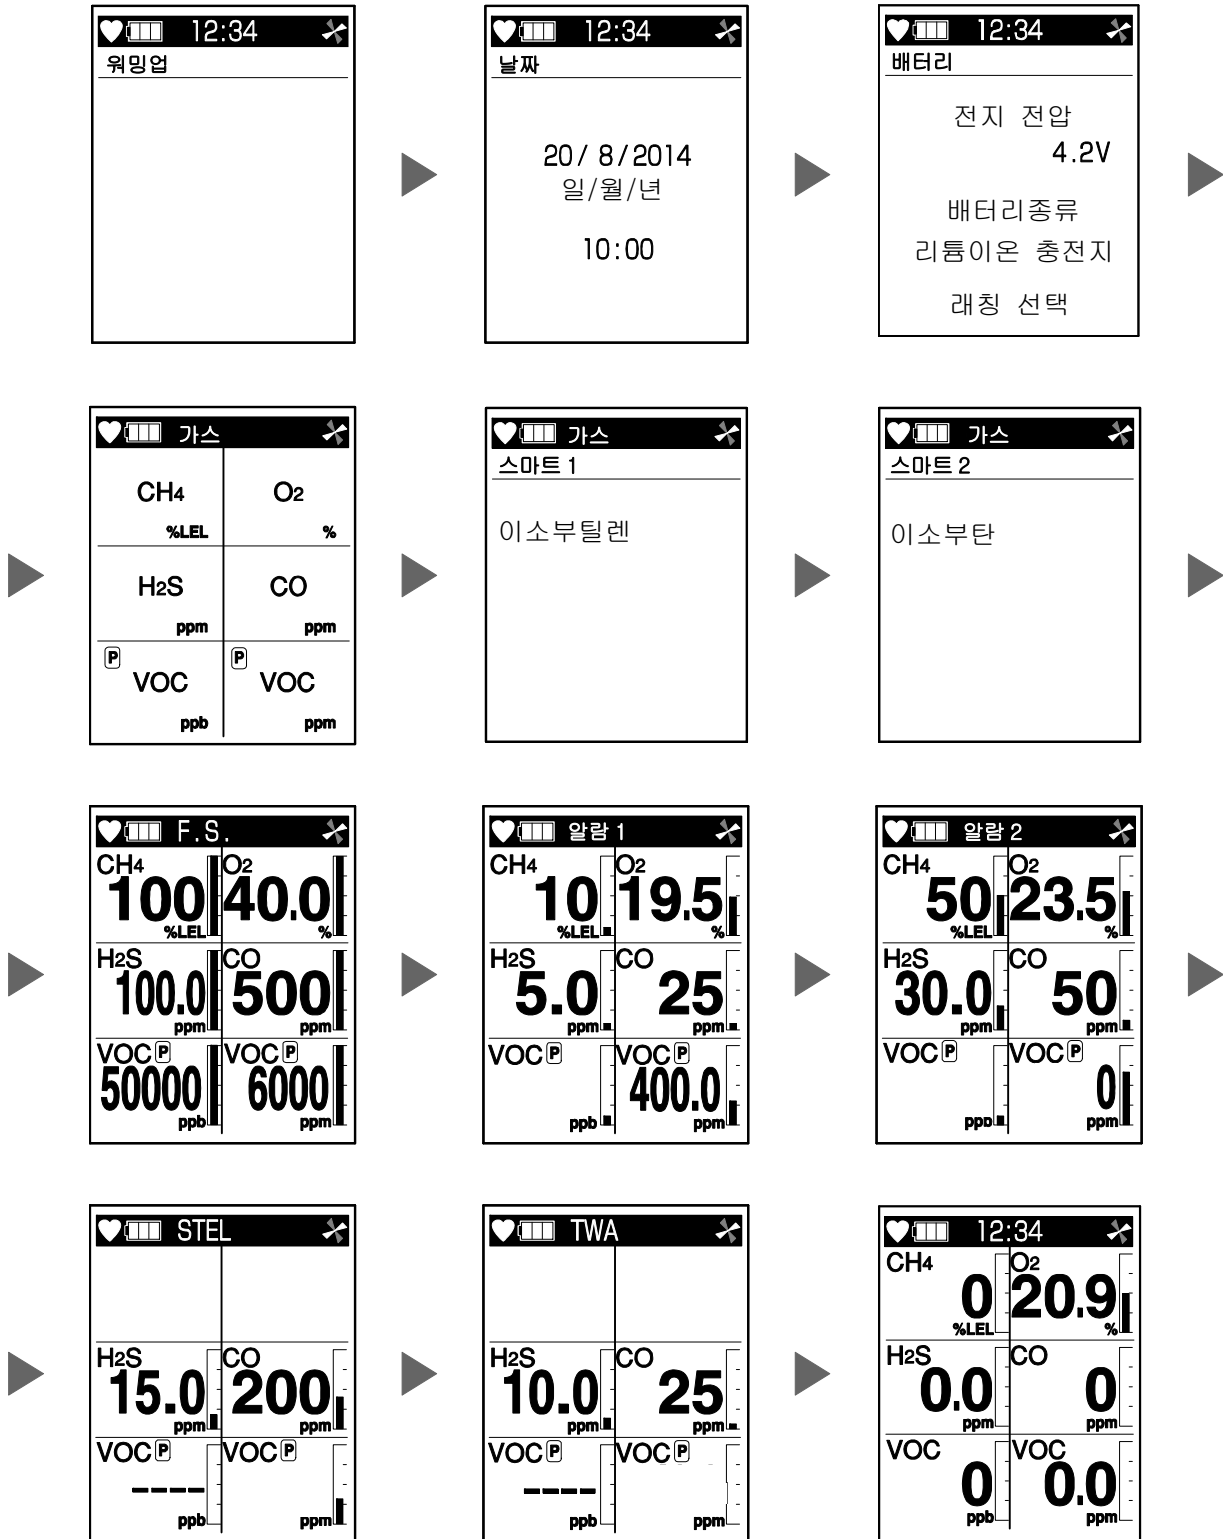 12:34
워밍업
12:34
날짜
20/ 8/2014
일/월/년
10:00
12:34
배터리
전지 전압
4.2V
배터리종류
리튬이온 충전지
래칭 선택
가스
CH4 O2
%LEL %
H2S CO
ppm ppm
P P
VOC VOC
ppb ppm
가스
스마트 1
이소부틸렌
가스
스마트 2
이소부탄
F.S.
CH4 O2
100 40.0
%LEL %
H2S CO
100.0 500
ppm ppm
VOC P VOC P
50000 6000
ppb ppm
알람 1
CH4 O2
10 19.5
%LEL %
H2S CO
5.0 25
ppm ppm
VOC P VOC P
400.0
ppb ppm
알람 2
CH4 O2
50 23.5
%LEL %
H2S CO
30.0 50
ppm ppm
VOC P VOC P
0
ppb ppm
STEL
H2S CO
15.0 200
ppm ppm
VOC P VOC P
----
ppb ppm
TWA
H2S CO
10.0 25
ppm ppm
VOC P VOC P
----
ppb ppm
12:34
CH4 O2
0 20.9
%LEL %
H2S CO
0.0 0
ppm ppm
VOC VOC
0 0.0
ppb ppm